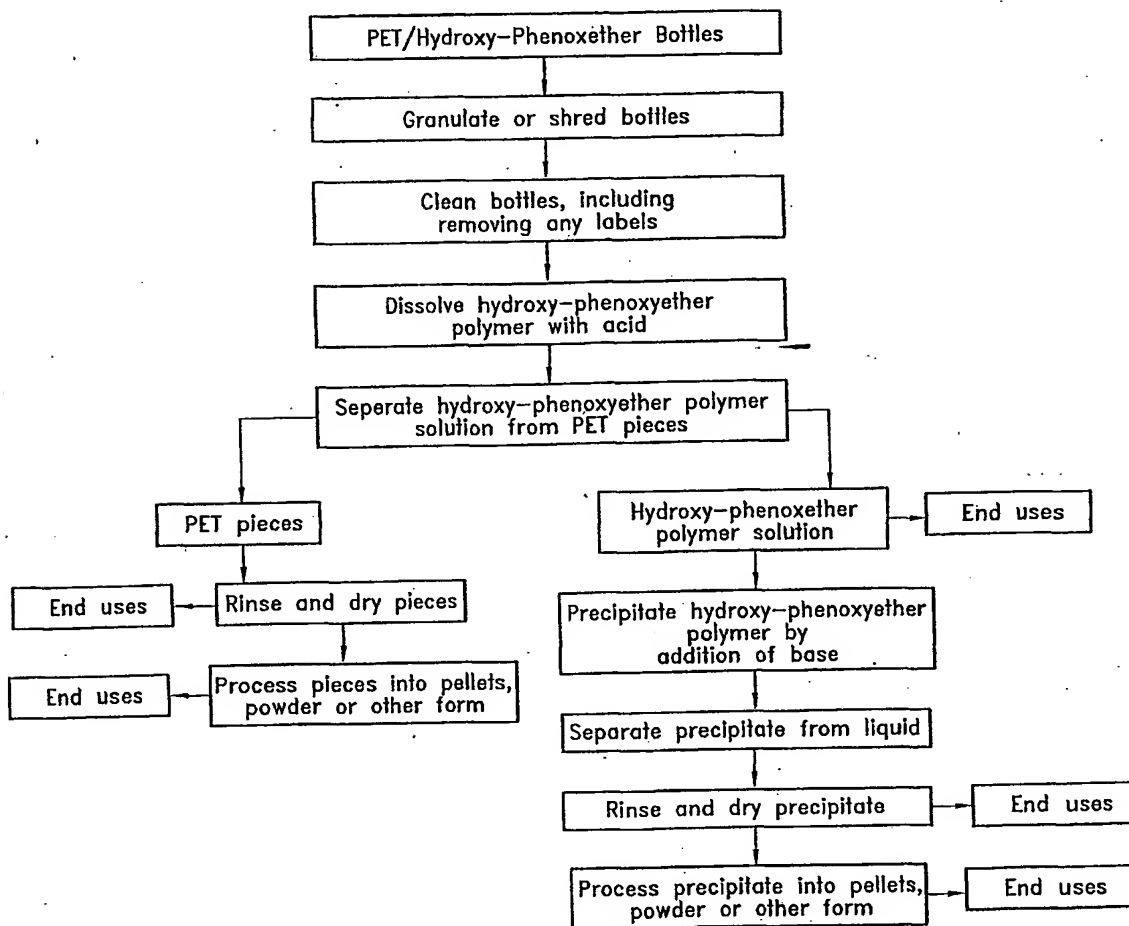 PET/Hydroxy-Phenoxether Bottles
Granulate or shred bottles
Clean bottles, including
removing any labels
Dissolve hydroxy-phenoxyether
polymer with acid
Seperate hydroxy-phenoxyether polymer
solution from PET pieces
PET pieces
End uses
Rinse and dry pieces
End uses
Process pieces into pellets,
powder or other form
Hydroxy-phenoxether
polymer solution
End uses
Precipitate hydroxy-phenoxyether
polymer by
addition of base
Separate precipitate from liquid
Rinse and dry precipitate
End uses
Process precipitate into pellets,
powder or other form
End uses